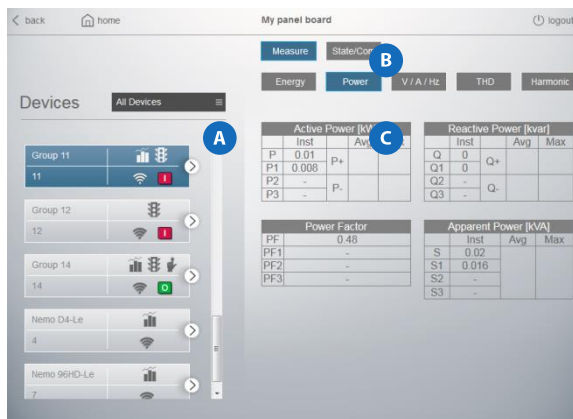 back home My panel board logout
Measure State/Con B
Energy Power V / A / Hz THD Harmonic
Devices All Devices
A C
Group 11
11 I
Group 12
12 I
Group 14
14 O
Nemo D4-Le
4
Nemo 96HD-Le
7
Active Power [kW
Inst Avg
P 0.01 P+
P1 0.008
P2 - P-
P3 -
Reactive Power [kvar]
Inst Avg Max
Q 0 Q+
Q1 0
Q2 - Q-
Q3 -
Power Factor
PF 0.48
PF1 -
PF2 -
PF3 -
Apparent Power [kVA]
Inst Avg Max
S 0.02
S1 0.016
S2 -
S3 -